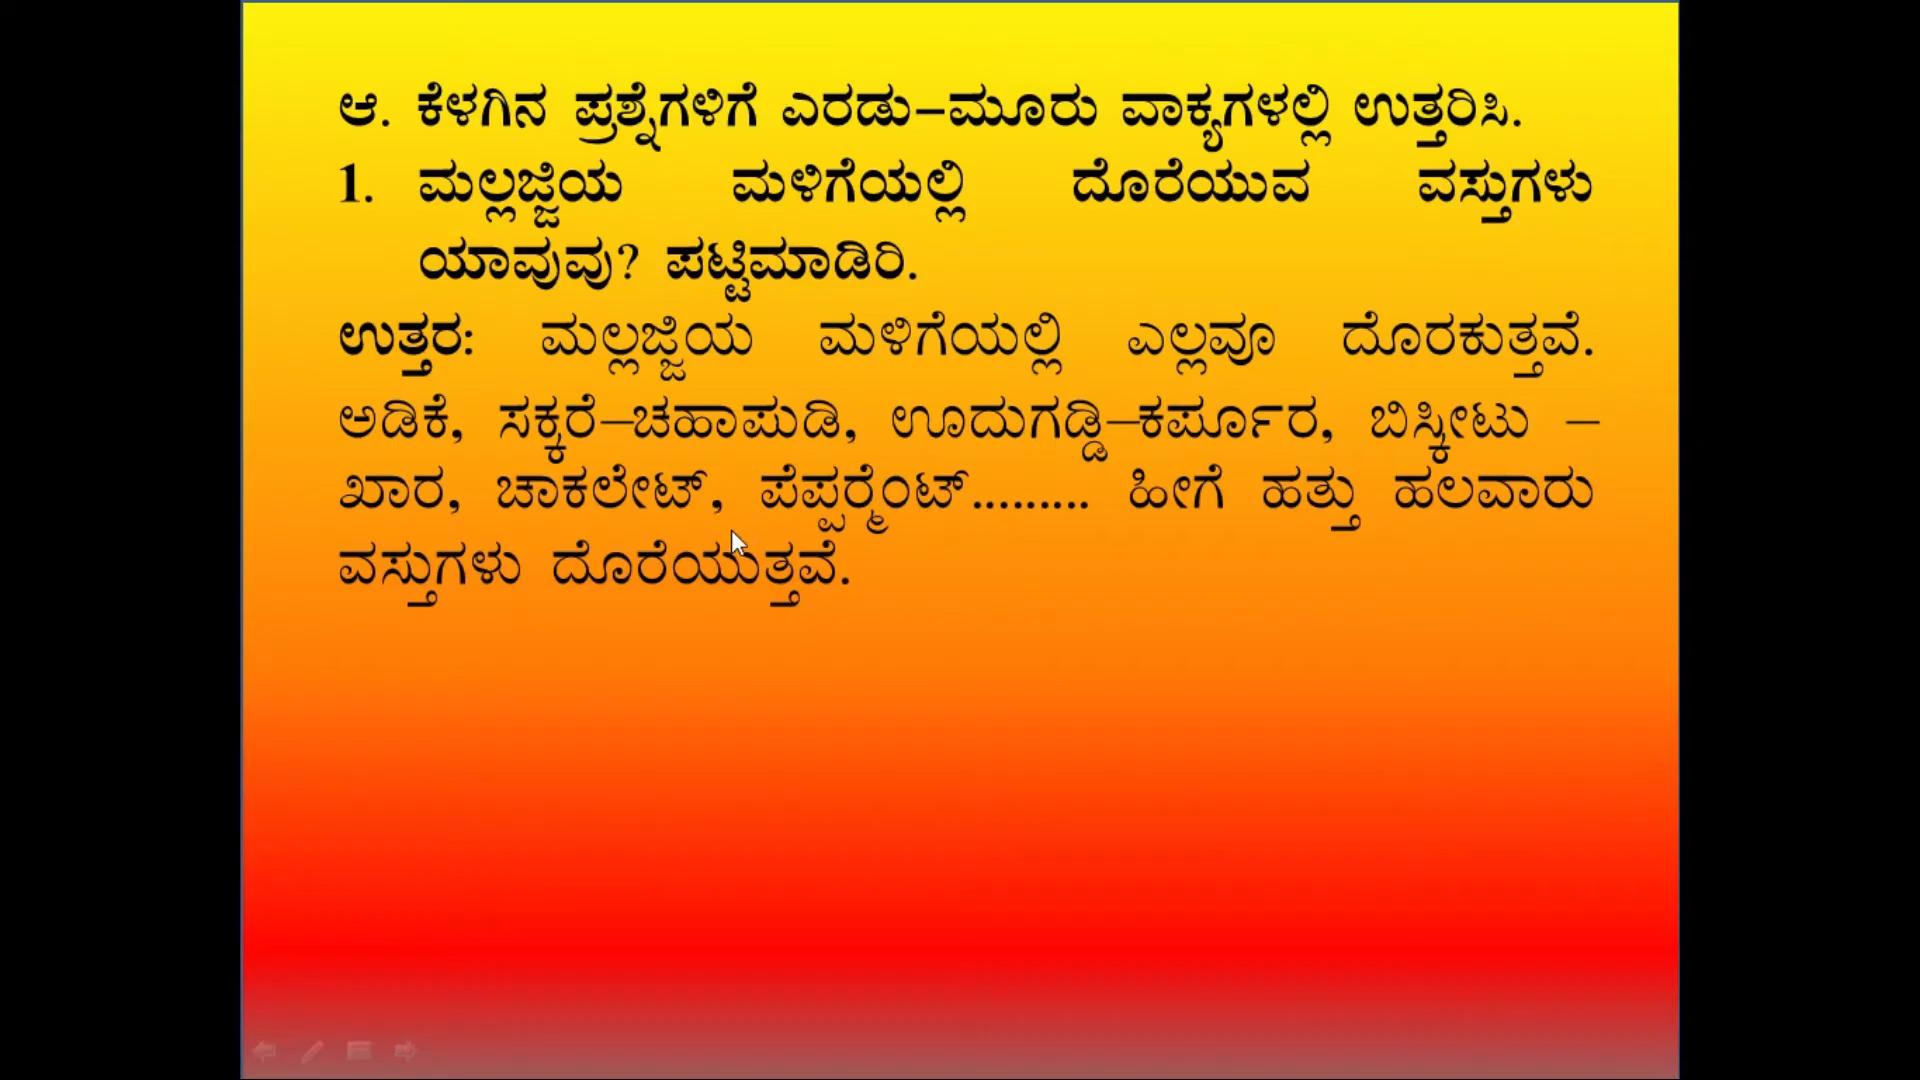 ಆ. ಕೆಳಗಿನ ಪ್ರಶ್ನೆಗಳಿಗೆ ಎರಡು–ಮೂರು ವಾಕ್ಯಗಳಲ್ಲಿ ಉತ್ತರಿಸಿ.
1. ಮಲ್ಲಜ್ಜಿಯ ಮಳಿಗೆಯಲ್ಲಿ ದೊರೆಯುವ ವಸ್ತುಗಳು
ಯಾವುವು? ಪಟ್ಟಿಮಾಡಿರಿ.
ಉತ್ತರ: ಮಲ್ಲಜ್ಜಿಯ ಮಳಿಗೆಯಲ್ಲಿ ಎಲ್ಲವೂ ದೊರಕುತ್ತವೆ.
ಅಡಿಕೆ, ಸಕ್ಕರೆ–ಚಹಾಪುಡಿ, ಊದುಗಡ್ಡಿ–ಕರ್ಪೂರ, ಬಿಸ್ಕೀಟು –
ಖಾರ, ಚಾಕಲೇಟ್, ಪೆಪ್ಪರ್‍ಮೆಂಟ್......... ಹೀಗೆ ಹತ್ತು ಹಲವಾರು
ವಸ್ತುಗಳು ದೊರೆಯುತ್ತವೆ.